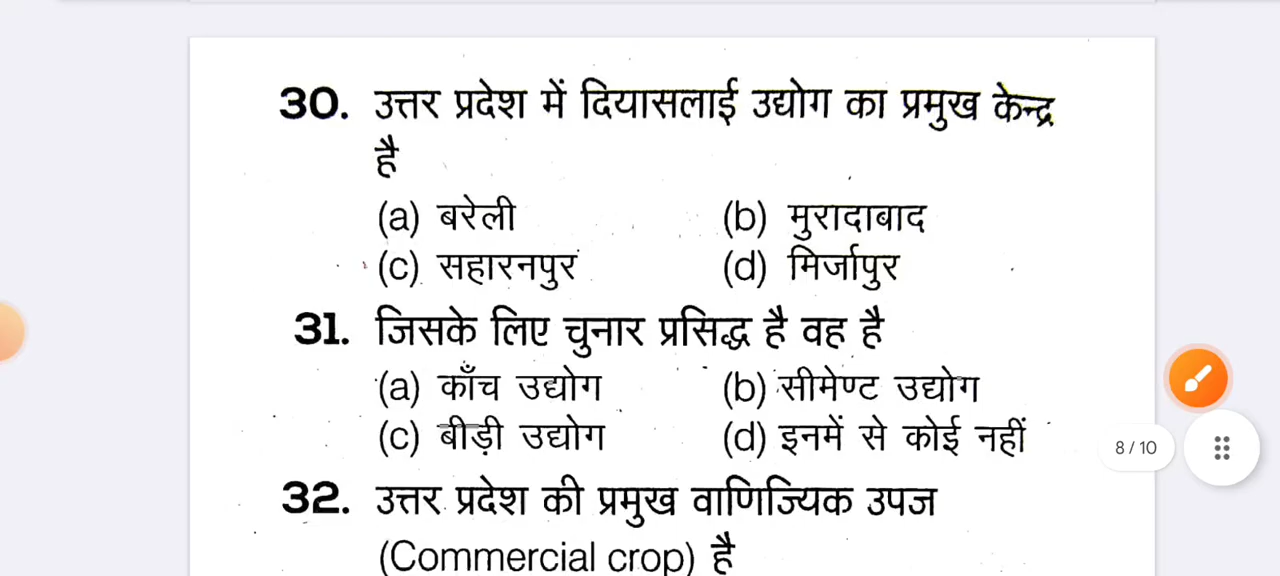 30. उत्तर प्रदेश में दियासलाई उद्योग का प्रमुख केन्द्र
है
(a) बरेली (b) मुरादाबाद
(c) सहारनपुर (d) मिर्जापुर
31. जिसके लिए चुनार प्रसिद्ध है वह है
(a) काँच उद्योग (b) सीमेण्ट उद्योग
(c) बीड़ी उद्योग (d) इनमें से कोई नहीं
8 / 10
32. उत्तर प्रदेश की प्रमुख वाणिज्यिक उपज
(Commercial crop) है